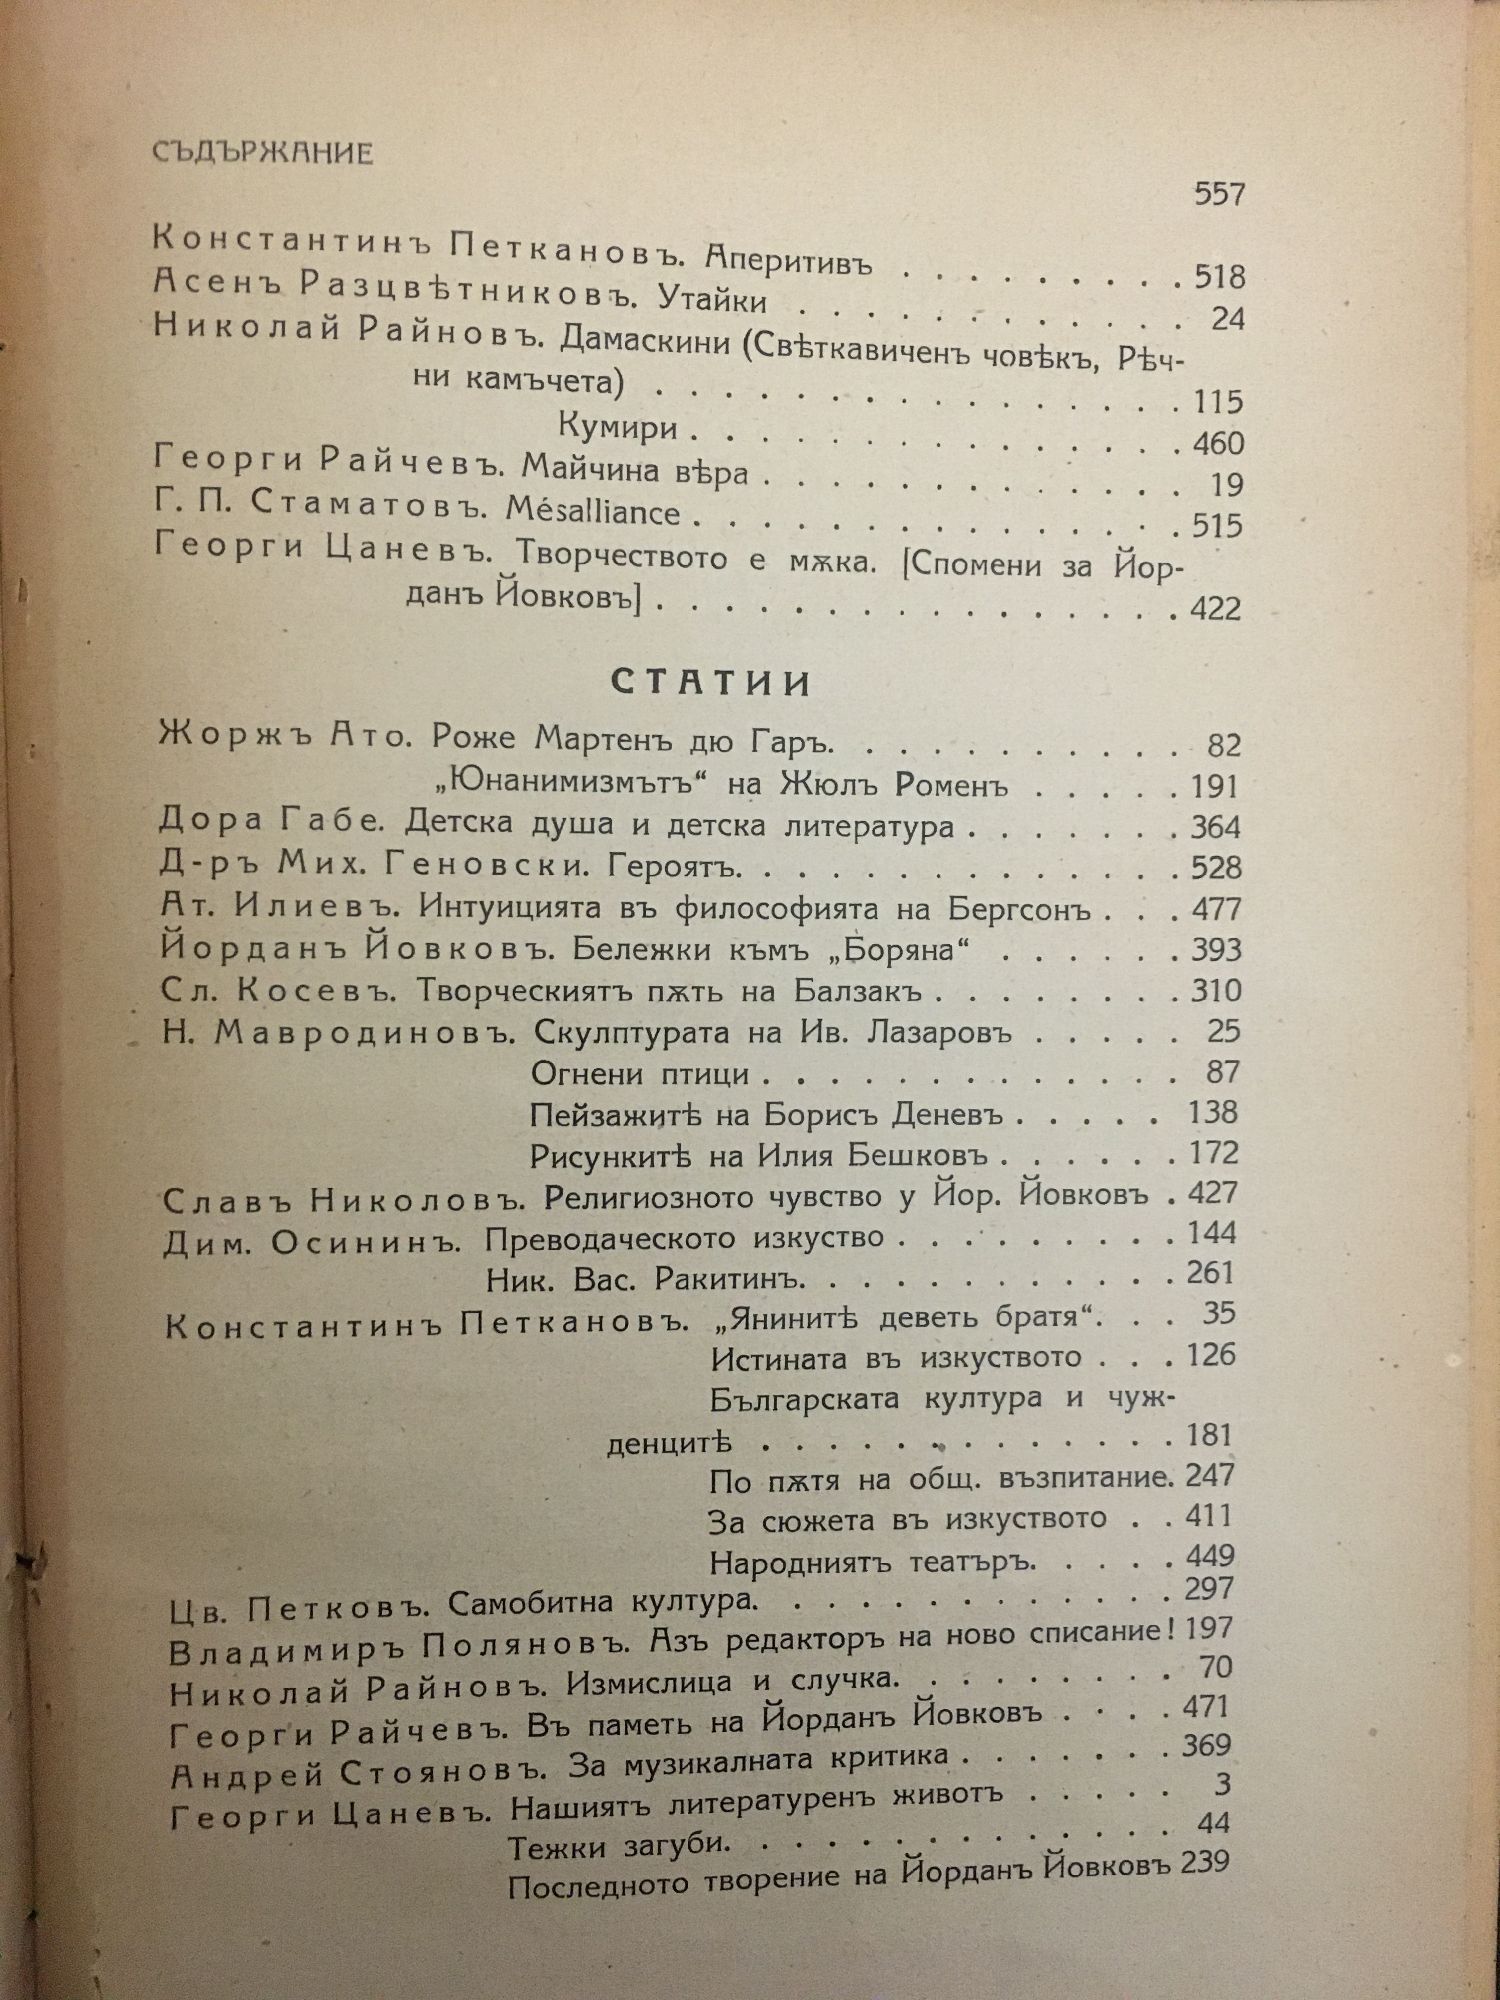 СЪДЪРЖАНИЕ
557
Константинъ Петкановъ. Аперитивъ . . . . . . . . 518
Асенъ Разцвѣтниковъ. Утайки . . . . . . . . . . . 24
Николай Райновъ. Дамаскини (Свѣткавиченъ човѣкъ, Рѣч-
ни камъчета) . . . . . . . . . . . . . . . 115
Кумири . . . . . . . . . . . . . . 460
Георги Райчевъ. Майчина вѣра . . . . . . . . . . . . . 19
Г. П. Стаматовъ. Mésalliance . . . . . . . . . . . . . . 515
Георги Цаневъ. Творчеството е мѫка. [Спомени за Йор-
данъ Йовковъ] . . . . . . . . . . . . . . . . 422
СТАТИИ
Жоржъ Ато. Роже Мартенъ дю Гаръ. . . . . . . . . . . 82
„Юнанимизмътъ“ на Жюлъ Роменъ . . . . . 191
Дора Габе. Детска душа и детска литература . . . . . . . 364
Д-ръ Мих. Геновски. Героятъ. . . . . . . . . . . . . . 528
Ат. Илиевъ. Интуицията въ философията на Бергсонъ . . . 477
Йорданъ Йовковъ. Бележки къмъ „Боряна“ . . . . . . 393
Сл. Косевъ. Творческиятъ пѫть на Балзакъ . . . . . . . . 310
Н. Мавродиновъ. Скулптурата на Ив. Лазаровъ . . . . . 25
Огнени птици . . . . . . . . . . . . . 87
Пейзажитѣ на Борисъ Деневъ . . . . . 138
Рисункитѣ на Илия Бешковъ . . . . . . 172
Славъ Николовъ. Религиозното чувство у Йор. Йовковъ . 427
Дим. Осининъ. Преводаческото изкуство . . . . . . . . . 144
Ник. Вас. Ракитинъ. . . . . . . . . . . . 261
Константинъ Петкановъ. „Янинитѣ деветь братя“. . . 35
Истината въ изкуството . . . 126
Българската култура и чуж-
денцитѣ . . . . . . . . . . . . . 181
По пѫтя на общ. възпитание. 247
За сюжета въ изкуството . . 411
Народниятъ театъръ. . . . . 449
Цв. Петковъ. Самобитна култура. . . . . . . . . . . . . 297
Владимиръ Поляновъ. Азъ редакторъ на ново списание! 197
Николай Райновъ. Измислица и случка. . . . . . . . . 70
Георги Райчевъ. Въ паметь на Йорданъ Йовковъ . . . . 471
Андрей Стояновъ. За музикалната критика . . . . . . . 369
Георги Цаневъ. Нашиятъ литературенъ животъ . . . . . 3
Тежки загуби. . . . . . . . . . . . . . 44
Последното творение на Йорданъ Йовковъ 239